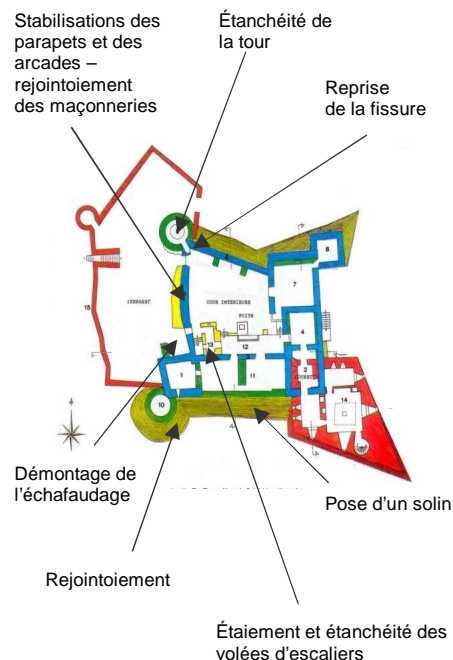 Stabilisations des
parapets et des
arcades –
rejointoiement
des maçonneries
Étanchéité de
la tour
Reprise
de la fissure
TERRASSE
COUR INTERIEURE
PUITS
1
2
4
6
7
10
11
12
13
14
15
Démontage de
l’échafaudage
Pose d’un solin
Rejointoiement
Étaiement et étanchéité des
volées d’escaliers